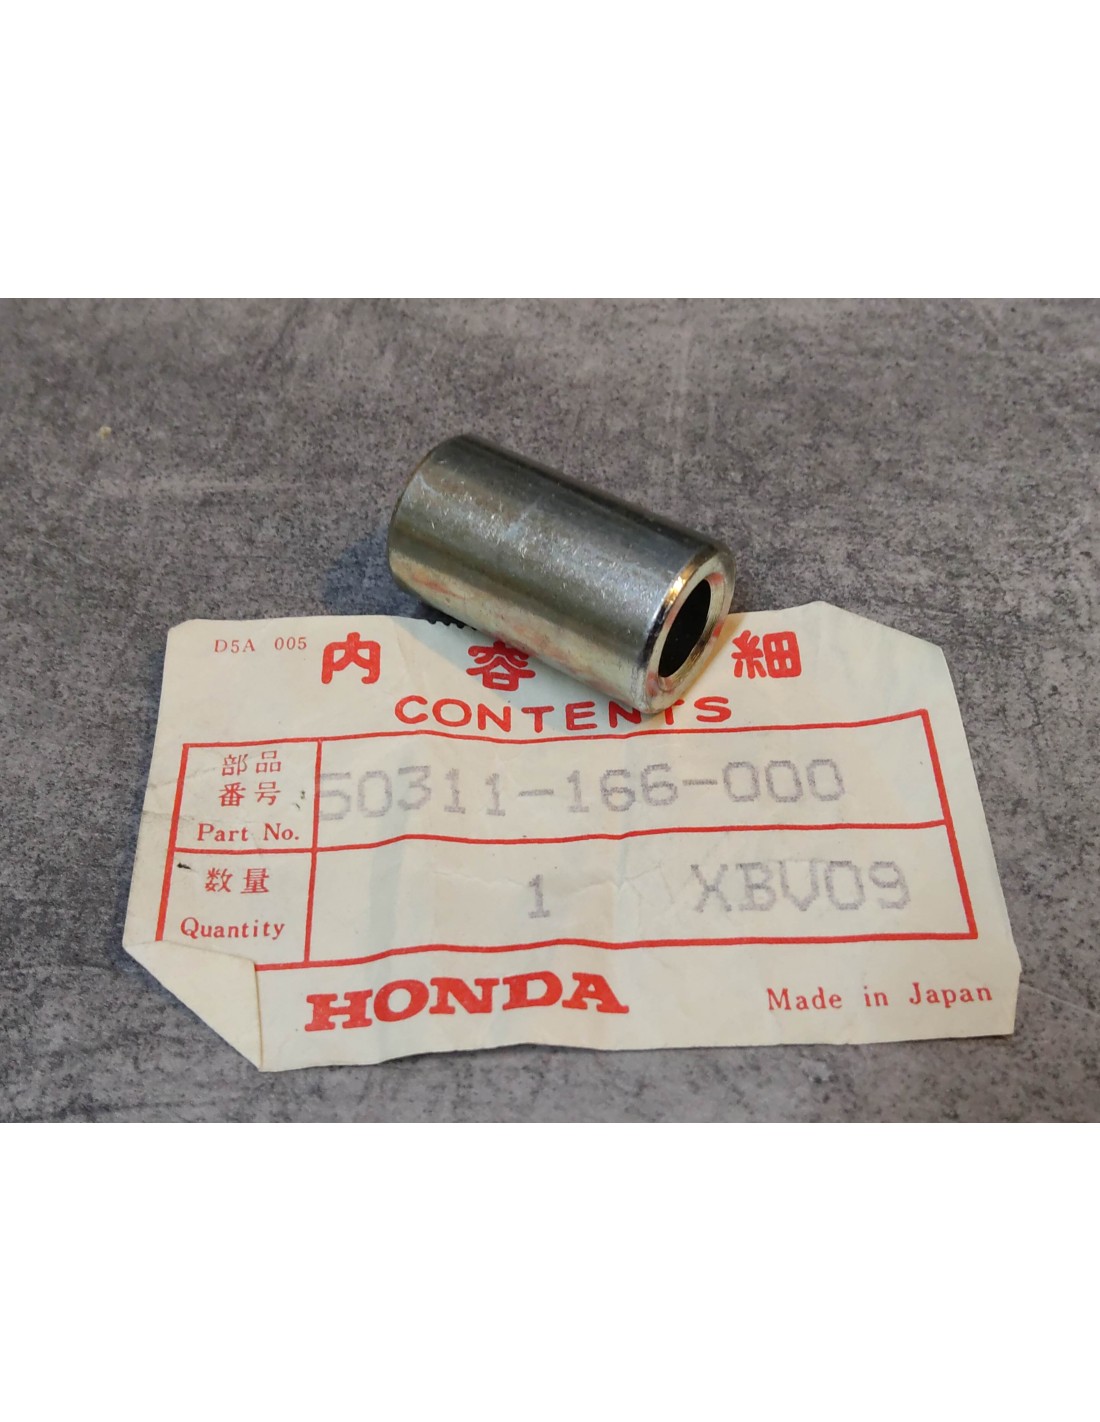 D5A 005
内容 細
CONTENTS
部品
番号
Part No.
50311-166-000
数量
Quantity
1 XBV09
HONDA
Made in Japan